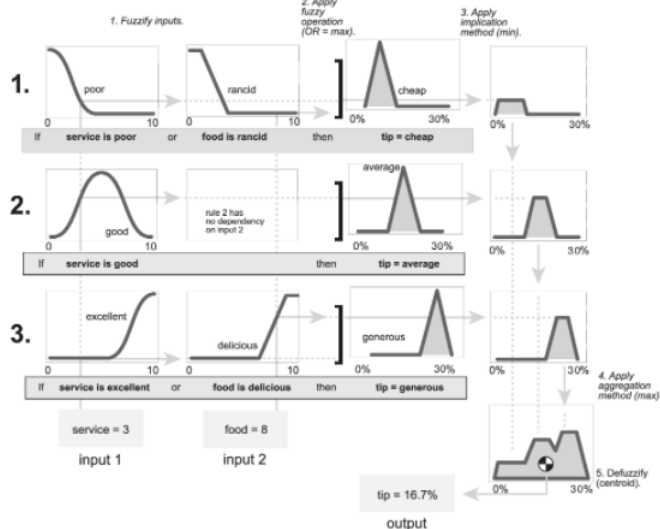 1. Fuzzify inputs.
2. Apply
fuzzy
operation
(OR = max).
3. Apply
implication
method (min).
1.
poor
rancid
cheap
0 10 0 10 0% 30% 0% 30%
If service is poor or food is rancid then tip = cheap
2.
average
good
rule 2 has
no dependency
on input 2
0 10 0% 30% 0% 30%
If service is good then tip = average
3.
excellent
delicious
generous
0 10 0 10 0% 30% 0% 30%
If service is excellent or food is delicious then tip = generous
4. Apply
aggregation
method (max)
service = 3 food = 8
input 1 input 2
5. Defuzzify
(centroid).
0% 30%
tip = 16.7%
output